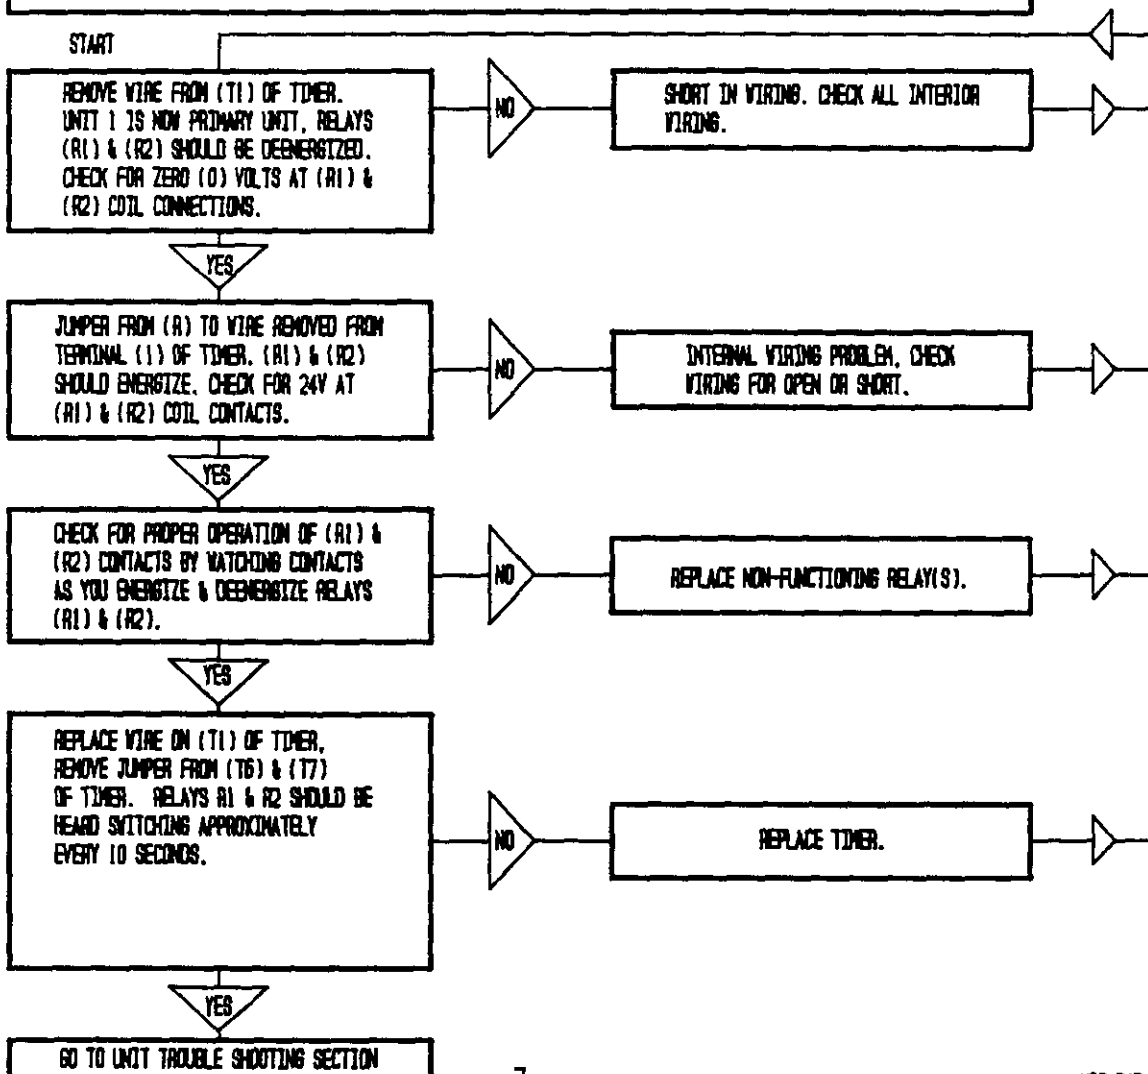 START
REMOVE WIRE FROM (T1) OF TIMER.
UNIT 1 IS NOW PRIMARY UNIT, RELAYS
(R1) & (R2) SHOULD BE DEENERGIZED.
CHECK FOR ZERO (0) VOLTS AT (R1) &
(R2) COIL CONNECTIONS.
NO
SHORT IN WIRING. CHECK ALL INTERIOR
WIRING.
YES
JUMPER FROM (R) TO WIRE REMOVED FROM
TERMINAL (1) OF TIMER. (R1) & (R2)
SHOULD ENERGIZE. CHECK FOR 24V AT
(R1) & (R2) COIL CONTACTS.
NO
INTERNAL WIRING PROBLEM, CHECK
WIRING FOR OPEN OR SHORT.
YES
CHECK FOR PROPER OPERATION OF (R1) &
(R2) CONTACTS BY WATCHING CONTACTS
AS YOU ENERGIZE & DEENERGIZE RELAYS
(R1) & (R2).
NO
REPLACE NON-FUNCTIONING RELAY(S).
YES
REPLACE WIRE ON (T1) OF TIMER,
REMOVE JUMPER FROM (T6) & (T7)
OF TIMER. RELAYS R1 & R2 SHOULD BE
HEARD SWITCHING APPROXIMATELY
EVERY 10 SECONDS.
NO
REPLACE TIMER.
YES
GO TO UNIT TROUBLE SHOOTING SECTION